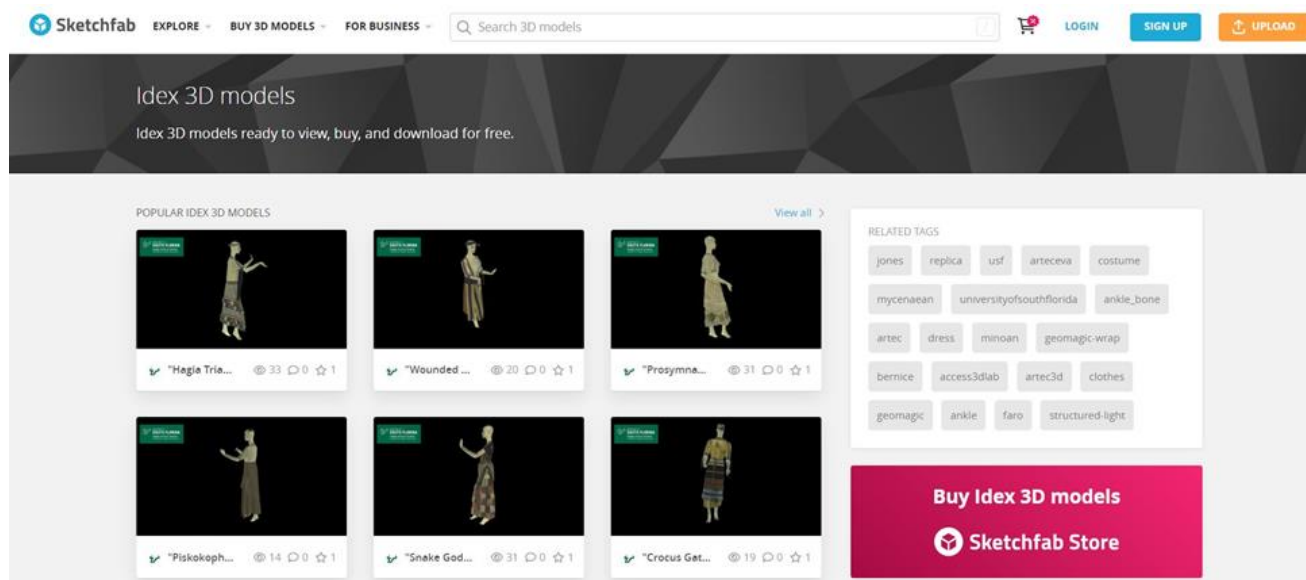 Sketchfab EXPLORE BUY 3D MODELS FOR BUSINESS Search 3D models / LOGIN SIGN UP UPLOAD
Idex 3D models
Idex 3D models ready to view, buy, and download for free.
POPULAR IDEX 3D MODELS View all
"Hagia Tria... 33 0 1
"Wounded ... 20 0 1
"Prosymna... 31 0 1
"Piskokoph... 14 0 1
"Snake God... 31 0 1
"Crocus Gat... 19 0 1
RELATED TAGS
jones replica usf arteceva costume
mycenaean universityofsouthflorida ankle_bone
artec dress minoan geomagic-wrap
bernice access3dlab artec3d clothes
geomagic ankle faro structured-light
Buy Idex 3D models
Sketchfab Store